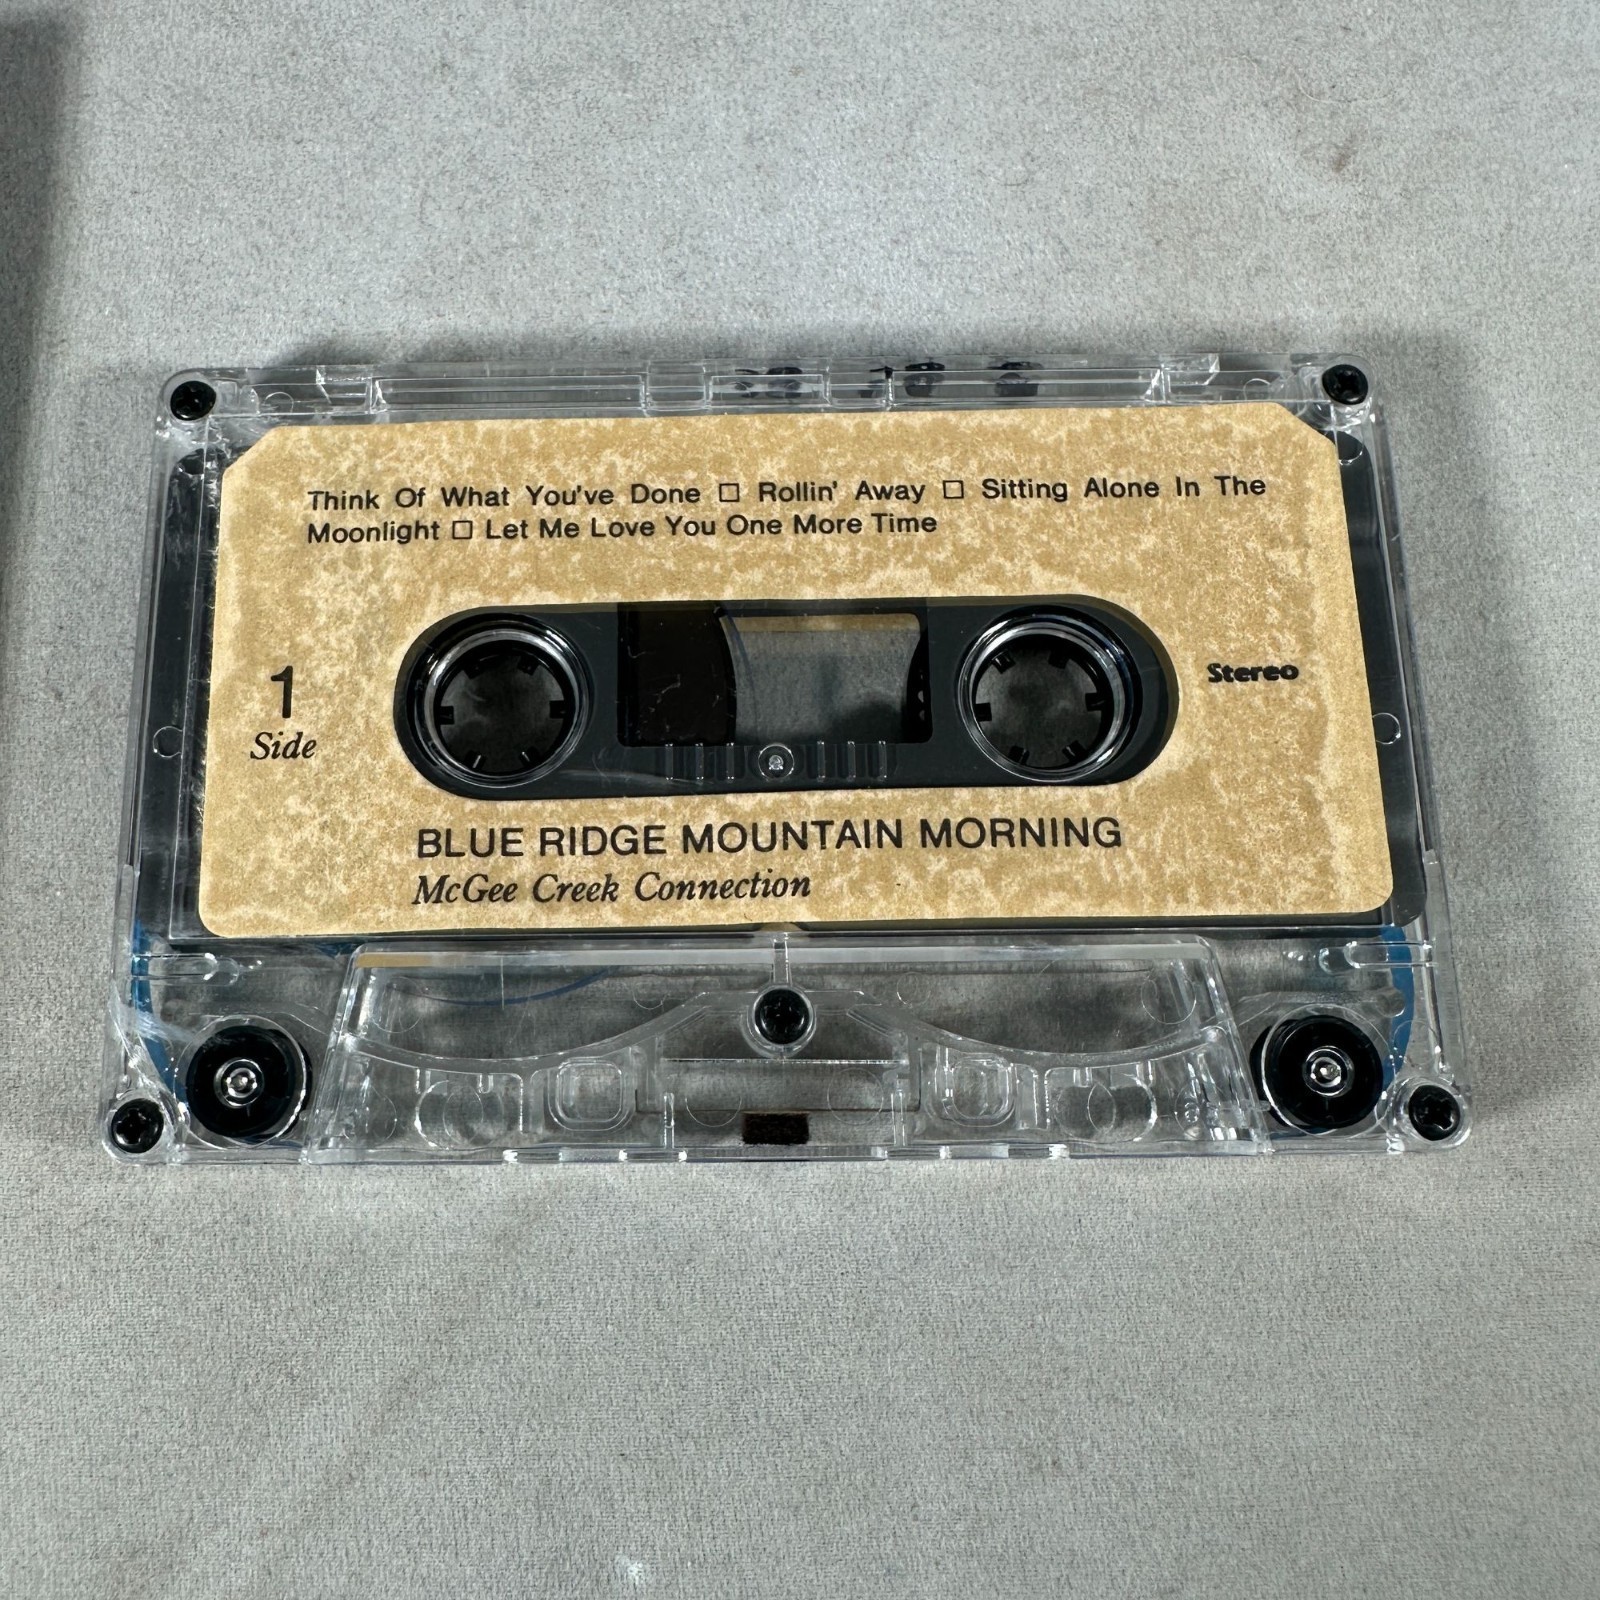 Think Of What You've Done □ Rollin' Away □ Sitting Alone In The
Moonlight □ Let Me Love You One More Time
1
Side
Stereo
BLUE RIDGE MOUNTAIN MORNING
McGee Creek Connection